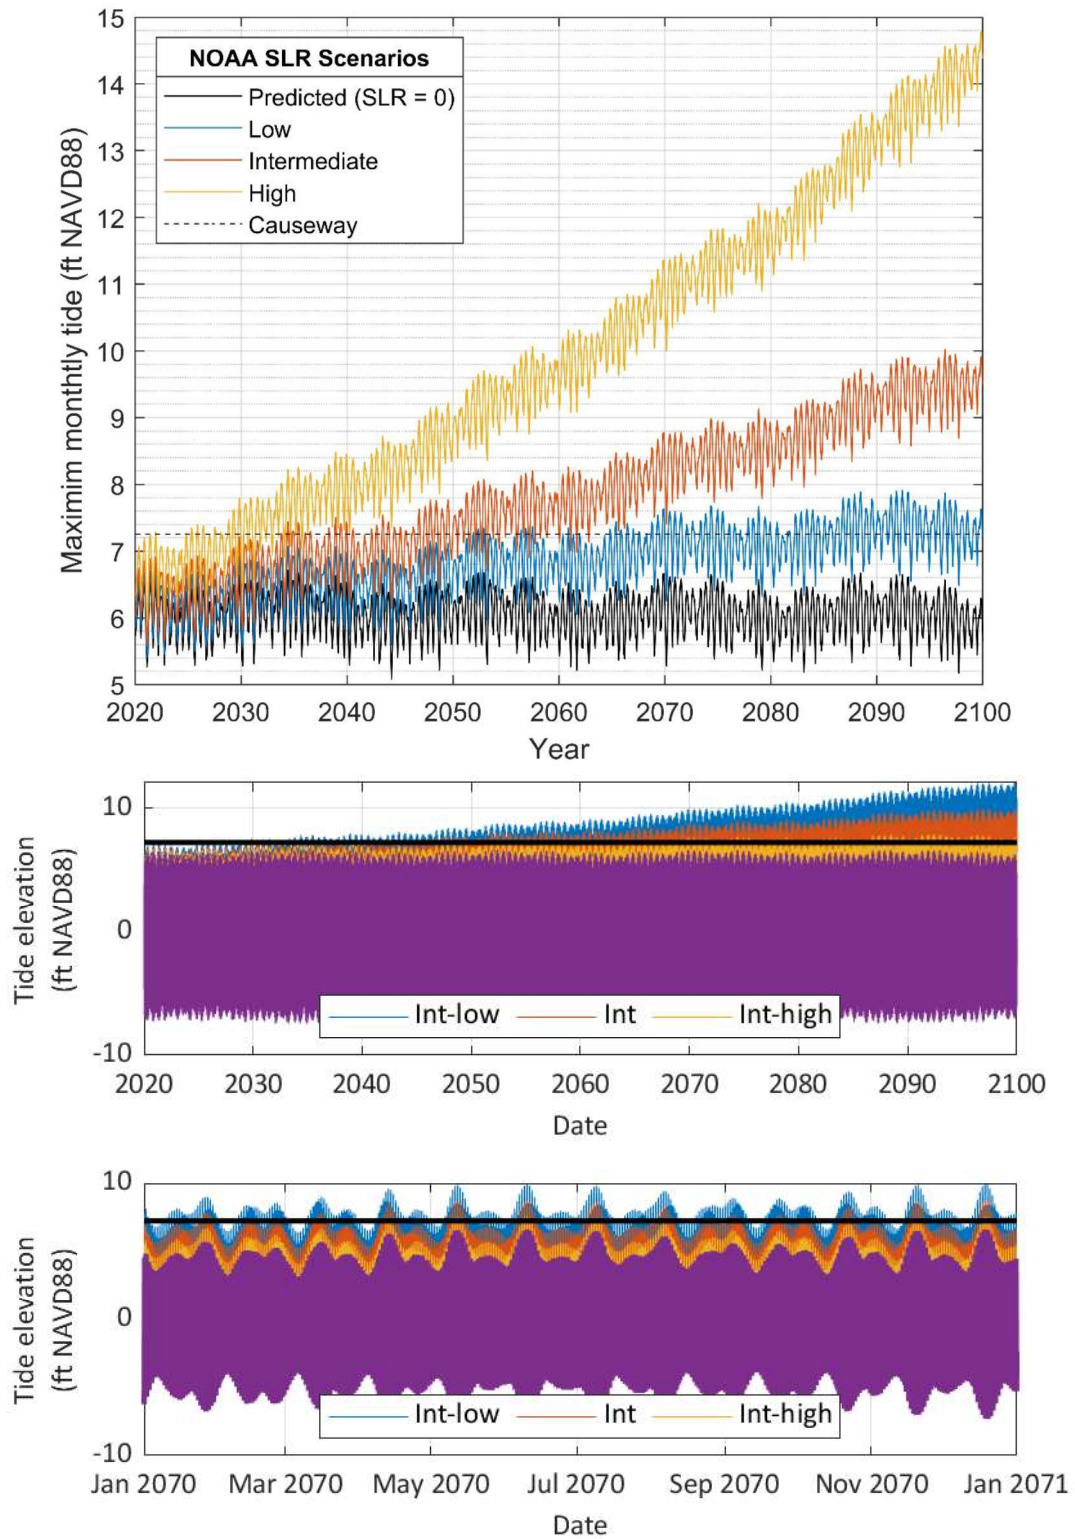 15
14
13
12
11
10
9
8
7
6
5
Maximim monthtly tide (ft NAVD88)
NOAA SLR Scenarios
Predicted (SLR = 0)
Low
Intermediate
High
Causeway
2020 2030 2040 2050 2060 2070 2080 2090 2100
Year
10
0
-10
Tide elevation
(ft NAVD88)
Int-low Int Int-high
2020 2030 2040 2050 2060 2070 2080 2090 2100
Date
10
0
-10
Tide elevation
(ft NAVD88)
Int-low Int Int-high
Jan 2070 Mar 2070 May 2070 Jul 2070 Sep 2070 Nov 2070 Jan 2071
Date